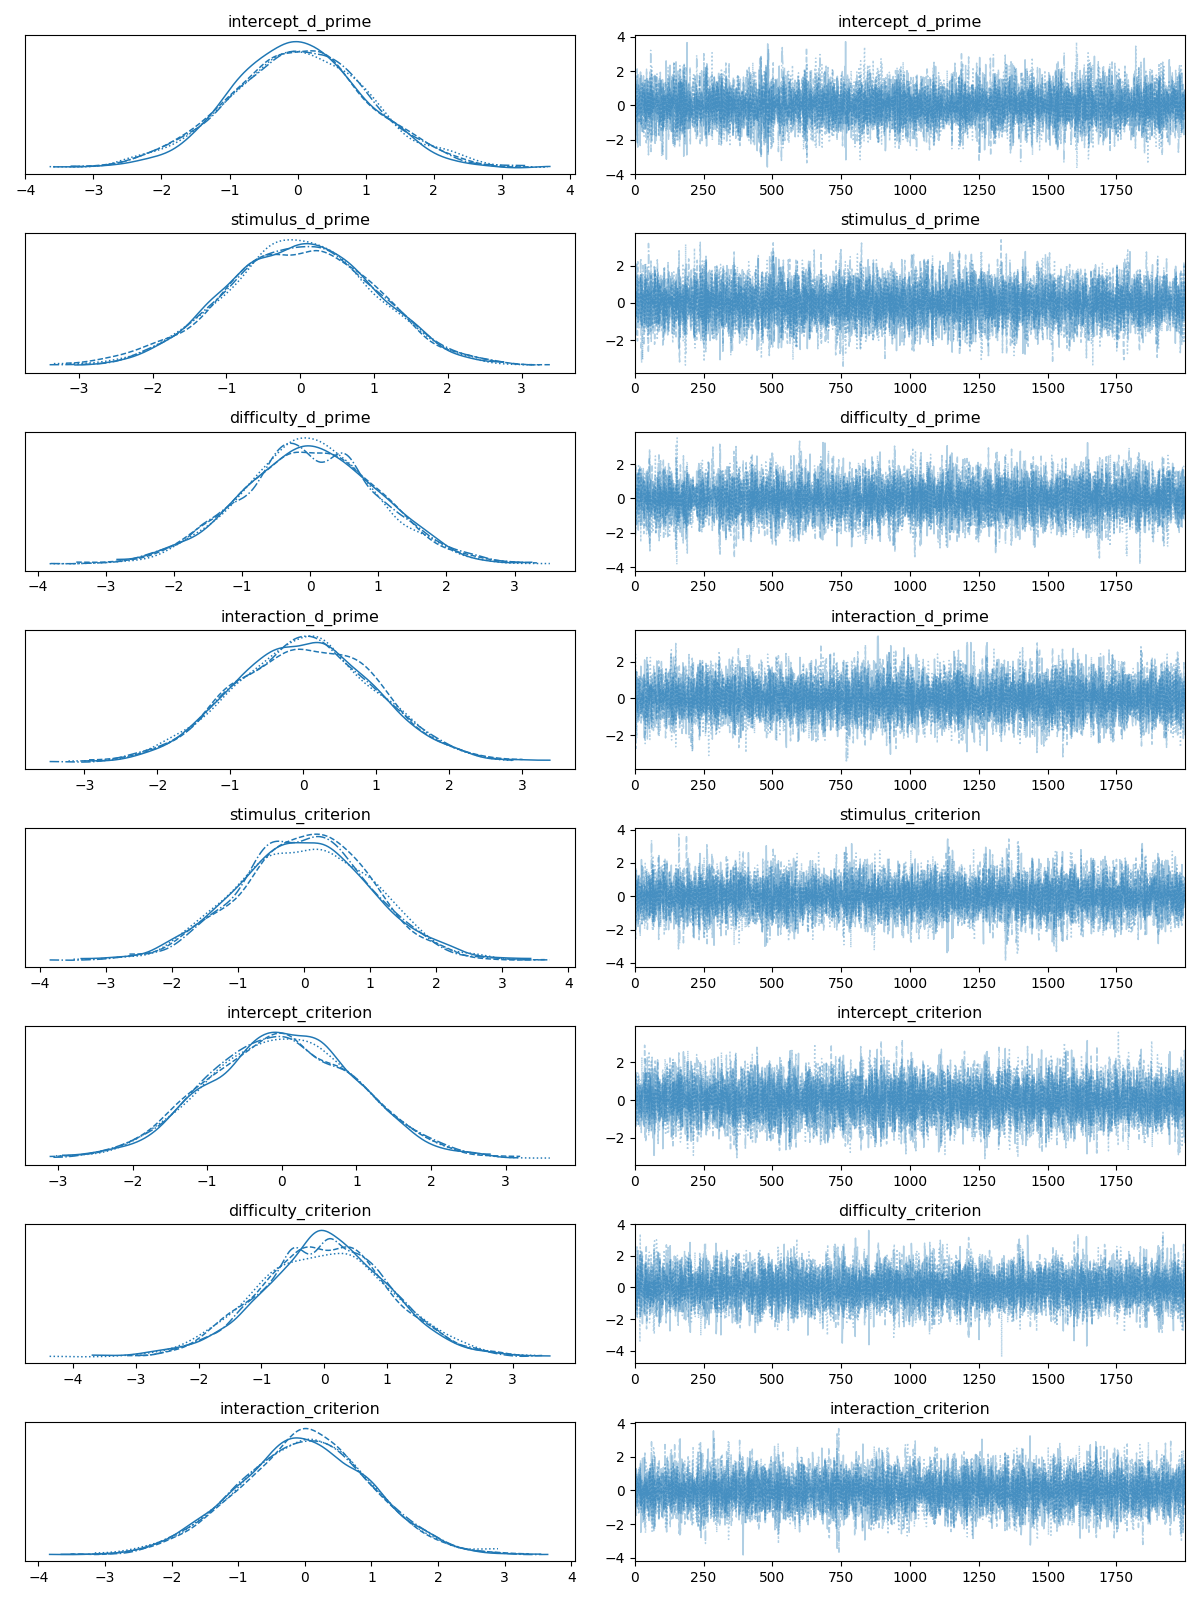 intercept_d_prime
−4 −3 −2 −1 0 1 2 3 4
intercept_d_prime
4
2
0
−2
−4
0 250 500 750 1000 1250 1500 1750
stimulus_d_prime
−3 −2 −1 0 1 2 3
stimulus_d_prime
2
0
−2
0 250 500 750 1000 1250 1500 1750
difficulty_d_prime
−4 −3 −2 −1 0 1 2 3
difficulty_d_prime
2
0
−2
−4
0 250 500 750 1000 1250 1500 1750
interaction_d_prime
−3 −2 −1 0 1 2 3
interaction_d_prime
2
0
−2
0 250 500 750 1000 1250 1500 1750
stimulus_criterion
−4 −3 −2 −1 0 1 2 3 4
stimulus_criterion
4
2
0
−2
−4
0 250 500 750 1000 1250 1500 1750
intercept_criterion
−3 −2 −1 0 1 2 3
intercept_criterion
2
0
−2
0 250 500 750 1000 1250 1500 1750
difficulty_criterion
−4 −3 −2 −1 0 1 2 3
difficulty_criterion
4
2
0
−2
−4
0 250 500 750 1000 1250 1500 1750
interaction_criterion
−4 −3 −2 −1 0 1 2 3 4
interaction_criterion
4
2
0
−2
−4
0 250 500 750 1000 1250 1500 1750